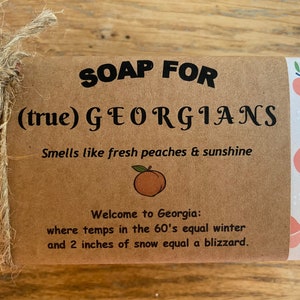 SOAP FOR
(true) GEORGIANS
Smells like fresh peaches & sunshine
Welcome to Georgia:
where temps in the 60's equal winter
and 2 inches of snow equal a blizzard.